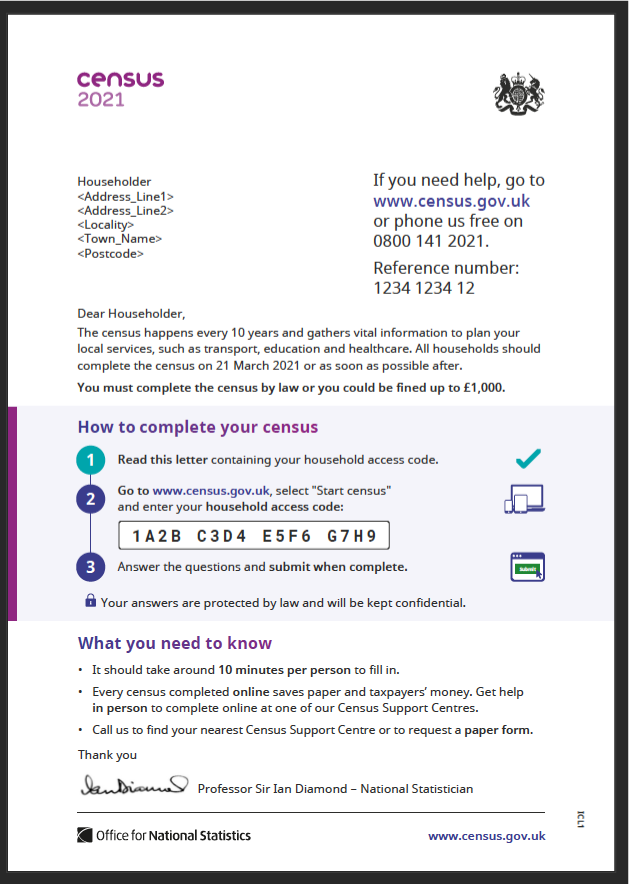 census
2021
Householder
<Address_Line1>
<Address_Line2>
<Locality>
<Town_Name>
<Postcode>
If you need help, go to
www.census.gov.uk
or phone us free on
0800 141 2021.
Reference number:
1234 1234 12
Dear Householder,
The census happens every 10 years and gathers vital information to plan your
local services, such as transport, education and healthcare. All households should
complete the census on 21 March 2021 or as soon as possible after.
You must complete the census by law or you could be fined up to £1,000.
How to complete your census
1 Read this letter containing your household access code.
2 Go to www.census.gov.uk, select "Start census"
and enter your household access code:
1A2B C3D4 E5F6 G7H9
3 Answer the questions and submit when complete.
Submit
Your answers are protected by law and will be kept confidential.
What you need to know
• It should take around 10 minutes per person to fill in.
• Every census completed online saves paper and taxpayers’ money. Get help
in person to complete online at one of our Census Support Centres.
• Call us to find your nearest Census Support Centre or to request a paper form.
Thank you
Ian Diamond
Professor Sir Ian Diamond – National Statistician
ICL1
Office for National Statistics
www.census.gov.uk